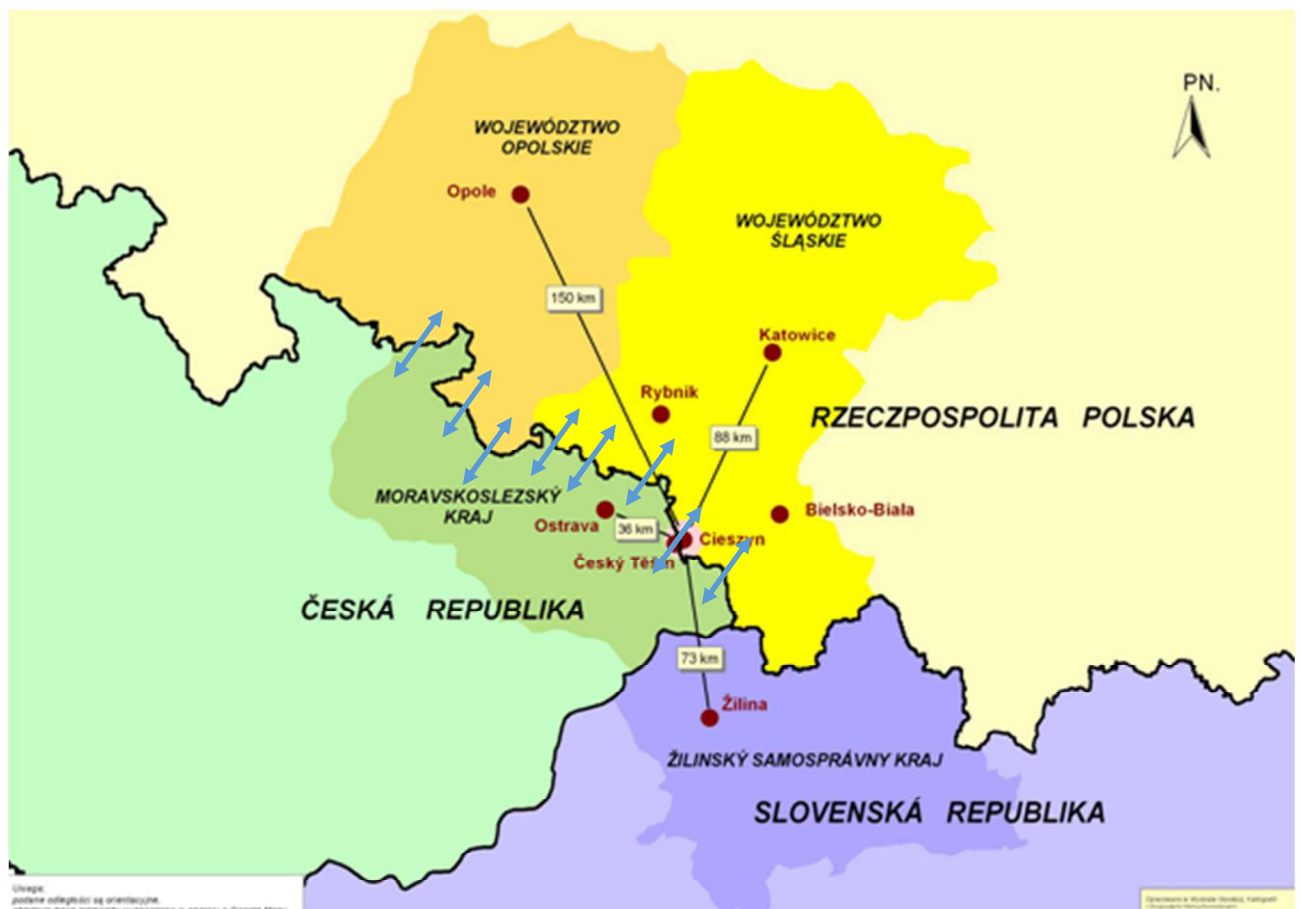 PN.
WOJEWÓDZTWO
OPOLSKIE
Opole
WOJEWÓDZTWO
ŚLĄSKIE
150 km
Katowice
Rybnik
RZECZPOSPOLITA POLSKA
88 km
MORAVSKOSLEZSKÝ
KRAJ
Ostrava
36 km
Bielsko-Biała
Cieszyn
Český Těšín
ČESKÁ REPUBLIKA
73 km
Žilina
ŽILINSKÝ SAMOSPRÁVNY KRAJ
SLOVENSKÁ REPUBLIKA
Uwaga:
podane odległości są orientacyjne,